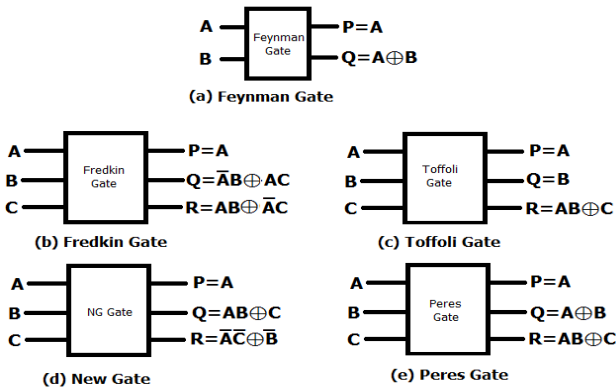 A
Feynman
Gate
P=A
B
Q=A⊕B
(a) Feynman Gate
A
B
C
Fredkin
Gate
P=A
Q=A̅B⊕AC
R=AB⊕A̅C
(b) Fredkin Gate
A
B
C
Toffoli
Gate
P=A
Q=B
R=AB⊕C
(c) Toffoli Gate
A
B
C
NG Gate
P=A
Q=AB⊕C
R=A̅C̅⊕B̅
(d) New Gate
A
B
C
Peres
Gate
P=A
Q=A⊕B
R=AB⊕C
(e) Peres Gate